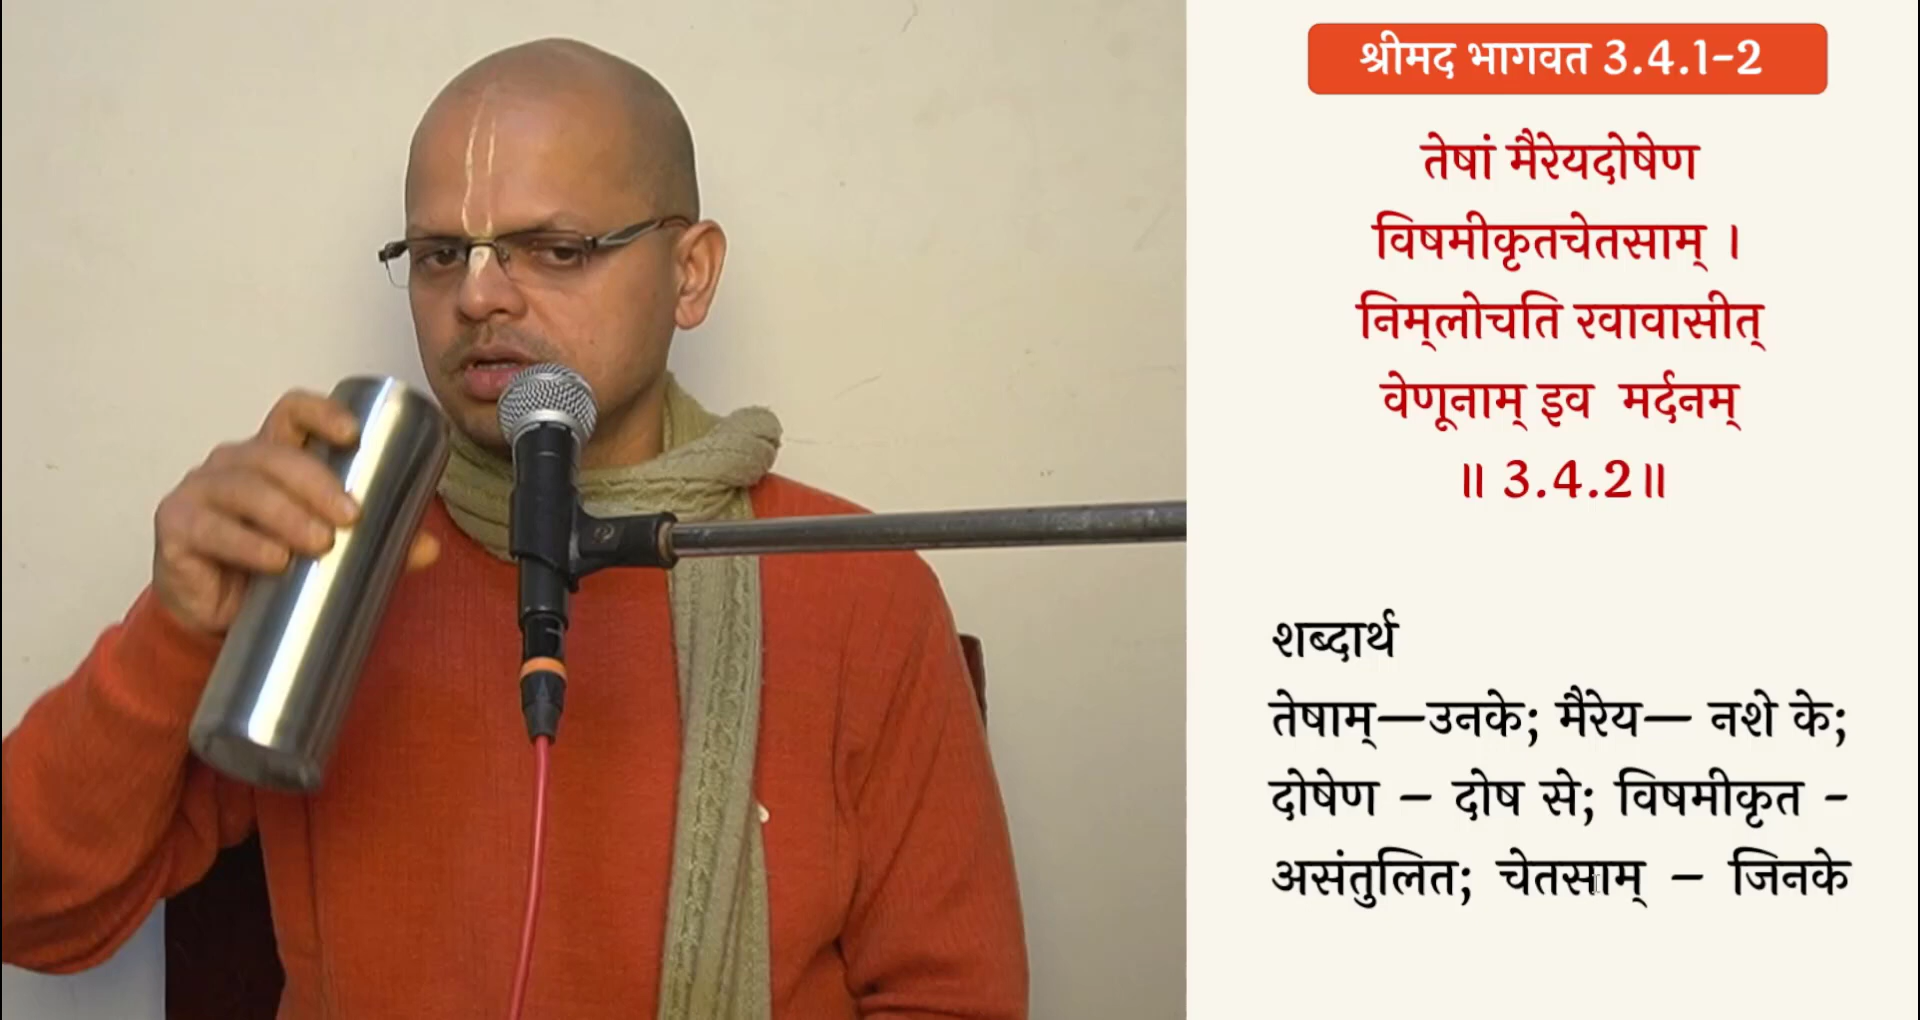 श्रीमद भागवत 3.4.1-2
तेषां मैरेयदोषेण
विषमीकृतचेतसाम् ।
निम्लोचति रवावासीत्
वेणूनाम् इव मर्दनम्
॥ 3.4.2॥
शब्दार्थ
तेषाम्—उनके; मैरेय— नशे के;
दोषेण – दोष से; विषमीकृत -
असंतुलित; चेतसाम् – जिनके